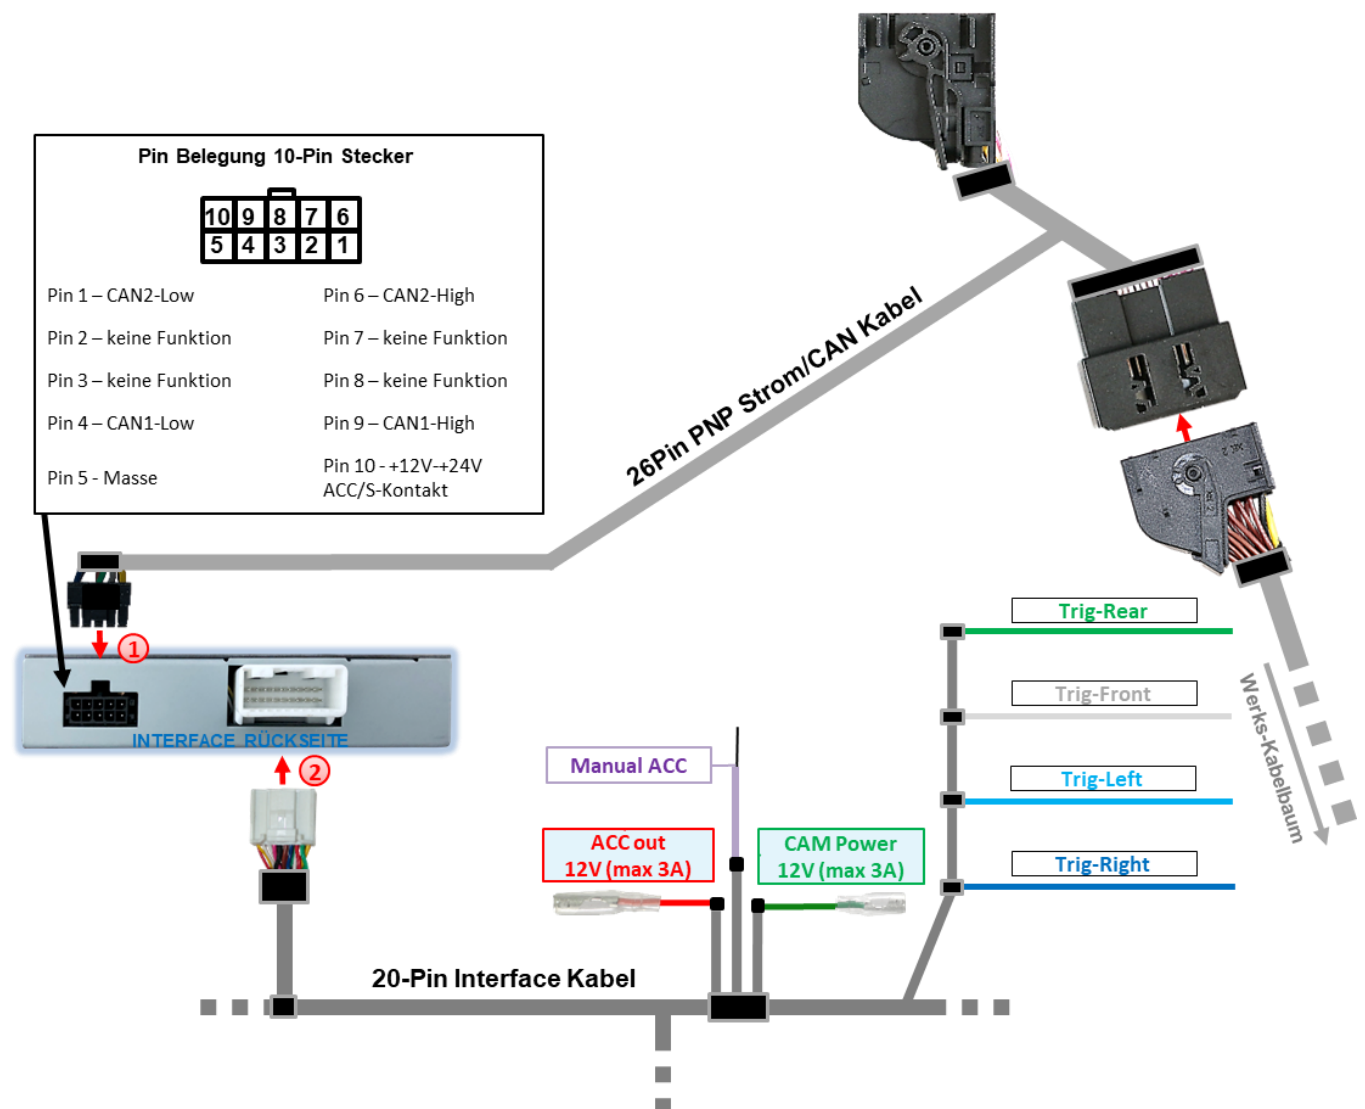 Pin Belegung 10-Pin Stecker
10 9 8 7 6
5 4 3 2 1
Pin 1 – CAN2-Low
Pin 6 – CAN2-High
Pin 2 – keine Funktion
Pin 7 – keine Funktion
Pin 3 – keine Funktion
Pin 8 – keine Funktion
Pin 4 – CAN1-Low
Pin 9 – CAN1-High
Pin 5 - Masse
Pin 10 - +12V-+24V
ACC/S-Kontakt
26Pin PNP Strom/CAN Kabel
1
INTERFACE RÜCKSEITE
2
Trig-Rear
Trig-Front
Trig-Left
Trig-Right
Werks-Kabelbaum
Manual ACC
ACC out
12V (max 3A)
CAM Power
12V (max 3A)
20-Pin Interface Kabel